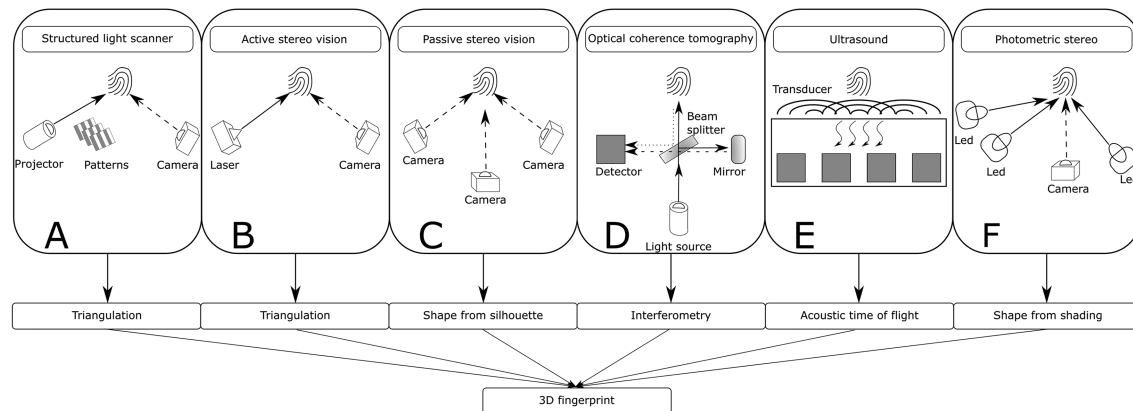 Structured light scanner
Active stereo vision
Passive stereo vision
Optical coherence tomography
Ultrasound
Photometric stereo
Projector
Patterns
Camera
A
Laser
Camera
B
Camera
Camera
Camera
C
Beam
splitter
Detector
Mirror
Light source
D
Transducer
E
Led
Led
Camera
Led
F
Triangulation
Triangulation
Shape from silhouette
Interferometry
Acoustic time of flight
Shape from shading
3D fingerprint